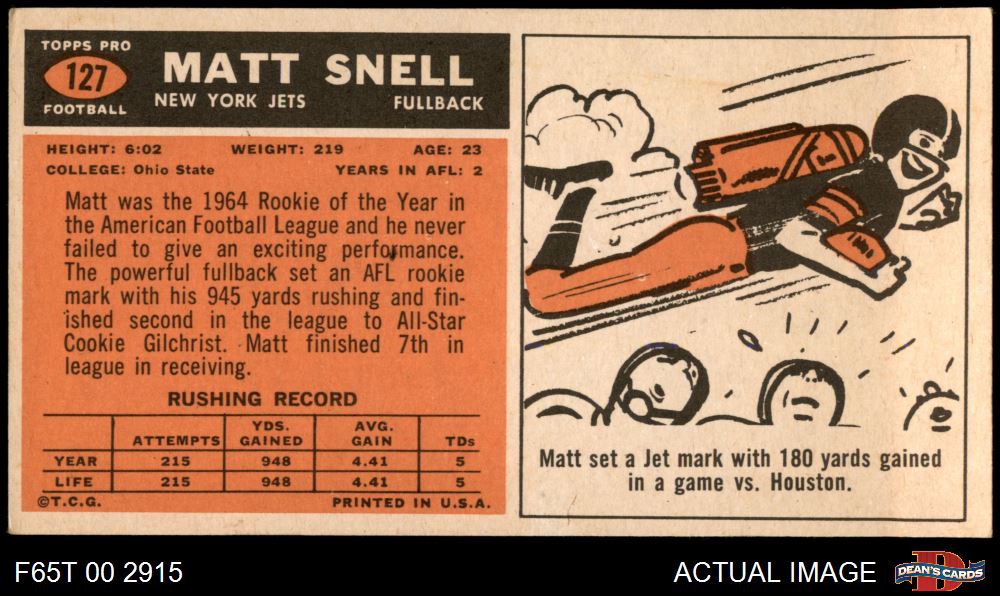 TOPPS PRO
127
FOOTBALL
MATT SNELL
NEW YORK JETS FULLBACK
HEIGHT: 6:02 WEIGHT: 219 AGE: 23
COLLEGE: Ohio State YEARS IN AFL: 2
Matt was the 1964 Rookie of the Year in
the American Football League and he never
failed to give an exciting performance.
The powerful fullback set an AFL rookie
mark with his 945 yards rushing and fin-
ished second in the league to All-Star
Cookie Gilchrist. Matt finished 7th in
league in receiving.
RUSHING RECORD
ATTEMPTS YDS. GAINED AVG. GAIN TDs
YEAR 215 948 4.41 5
LIFE 215 948 4.41 5
©T.C.G. PRINTED IN U.S.A.
Matt set a Jet mark with 180 yards gained
in a game vs. Houston.
F65T 00 2915
ACTUAL IMAGE
D
DEAN'S CARDS